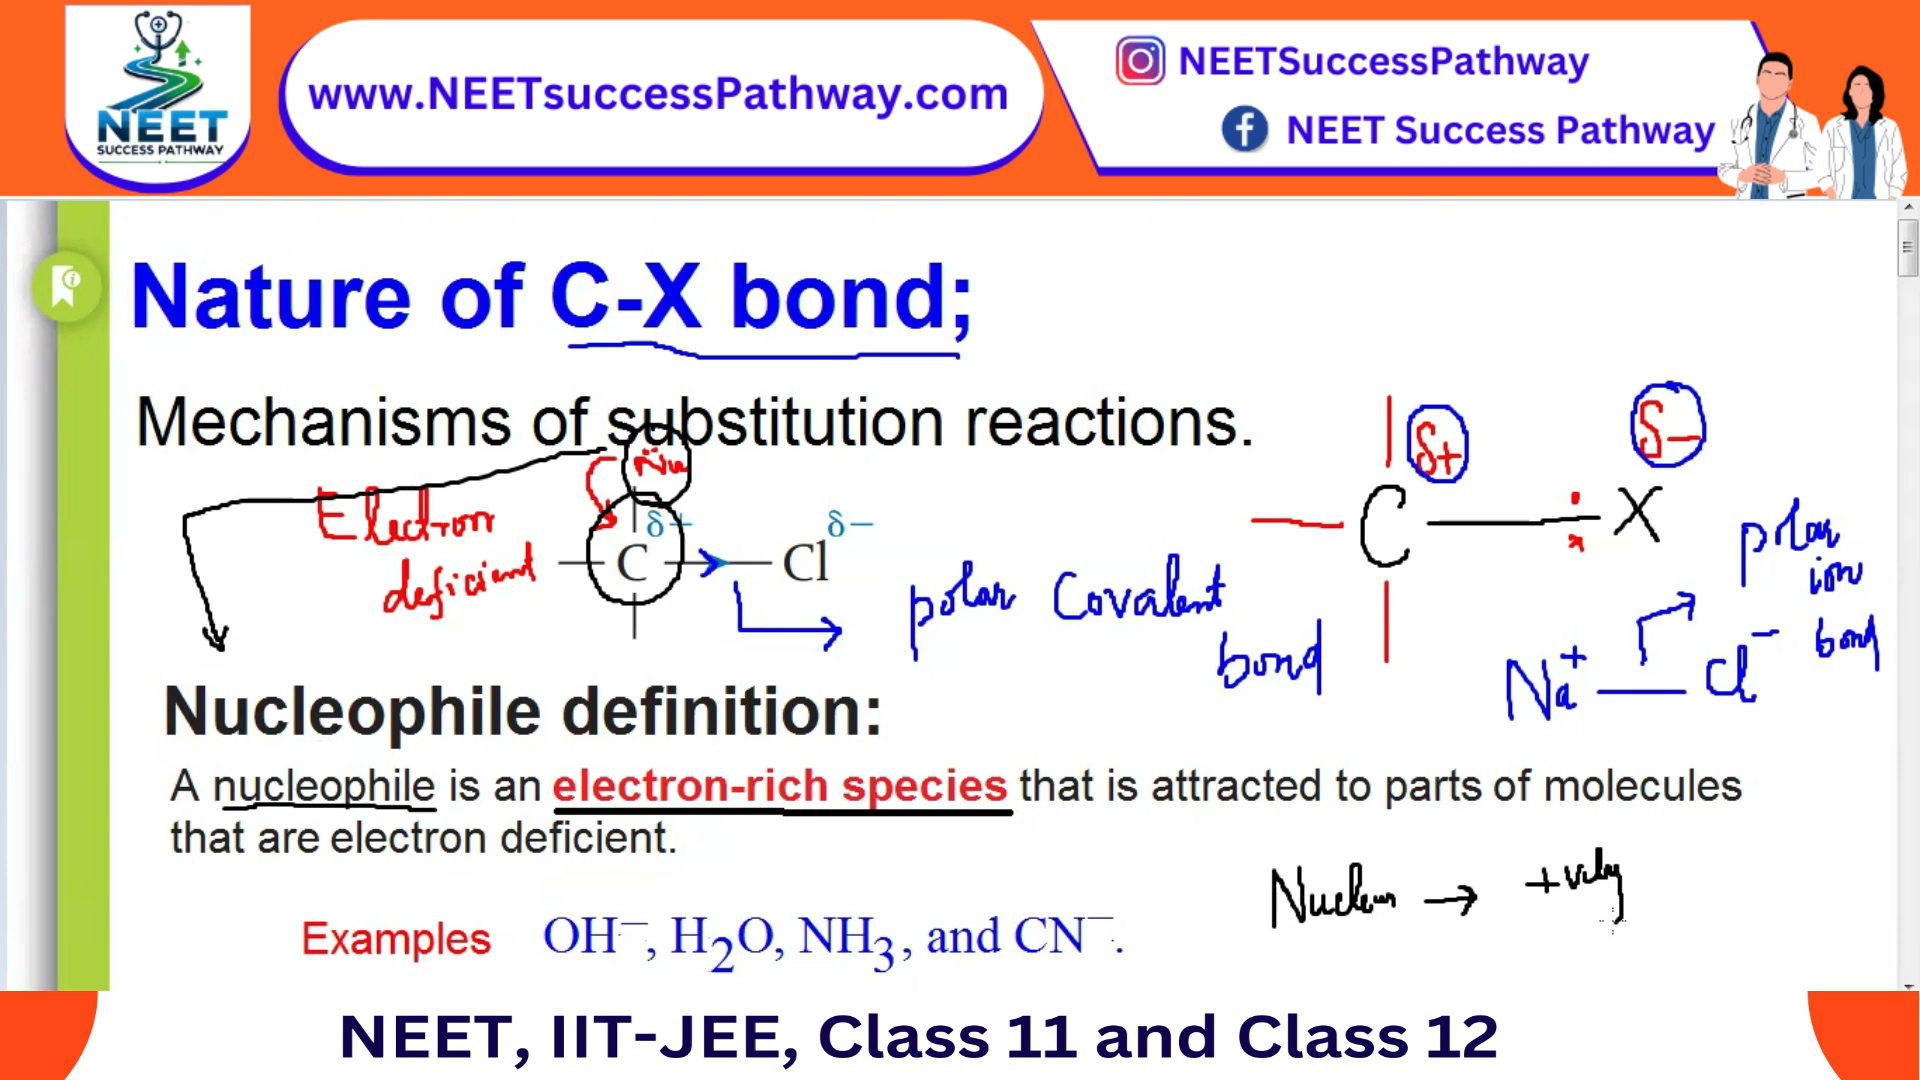 NEET
SUCCESS PATHWAY
www.NEETsuccessPathway.com
NEETSuccessPathway
NEET Success Pathway
Nature of C-X bond;
Mechanisms of substitution reactions.
δ+
δ−
Nu
Electron
deficient
δ+
δ−
C
Cl
C
X
polar Covalent
bond
polar
ion
bond
Na+
Cl−
Nucleophile definition:
A nucleophile is an electron-rich species that is attracted to parts of molecules
that are electron deficient.
Nucleus → +vely
Examples OH⁻, H₂O, NH₃, and CN⁻.
NEET, IIT-JEE, Class 11 and Class 12